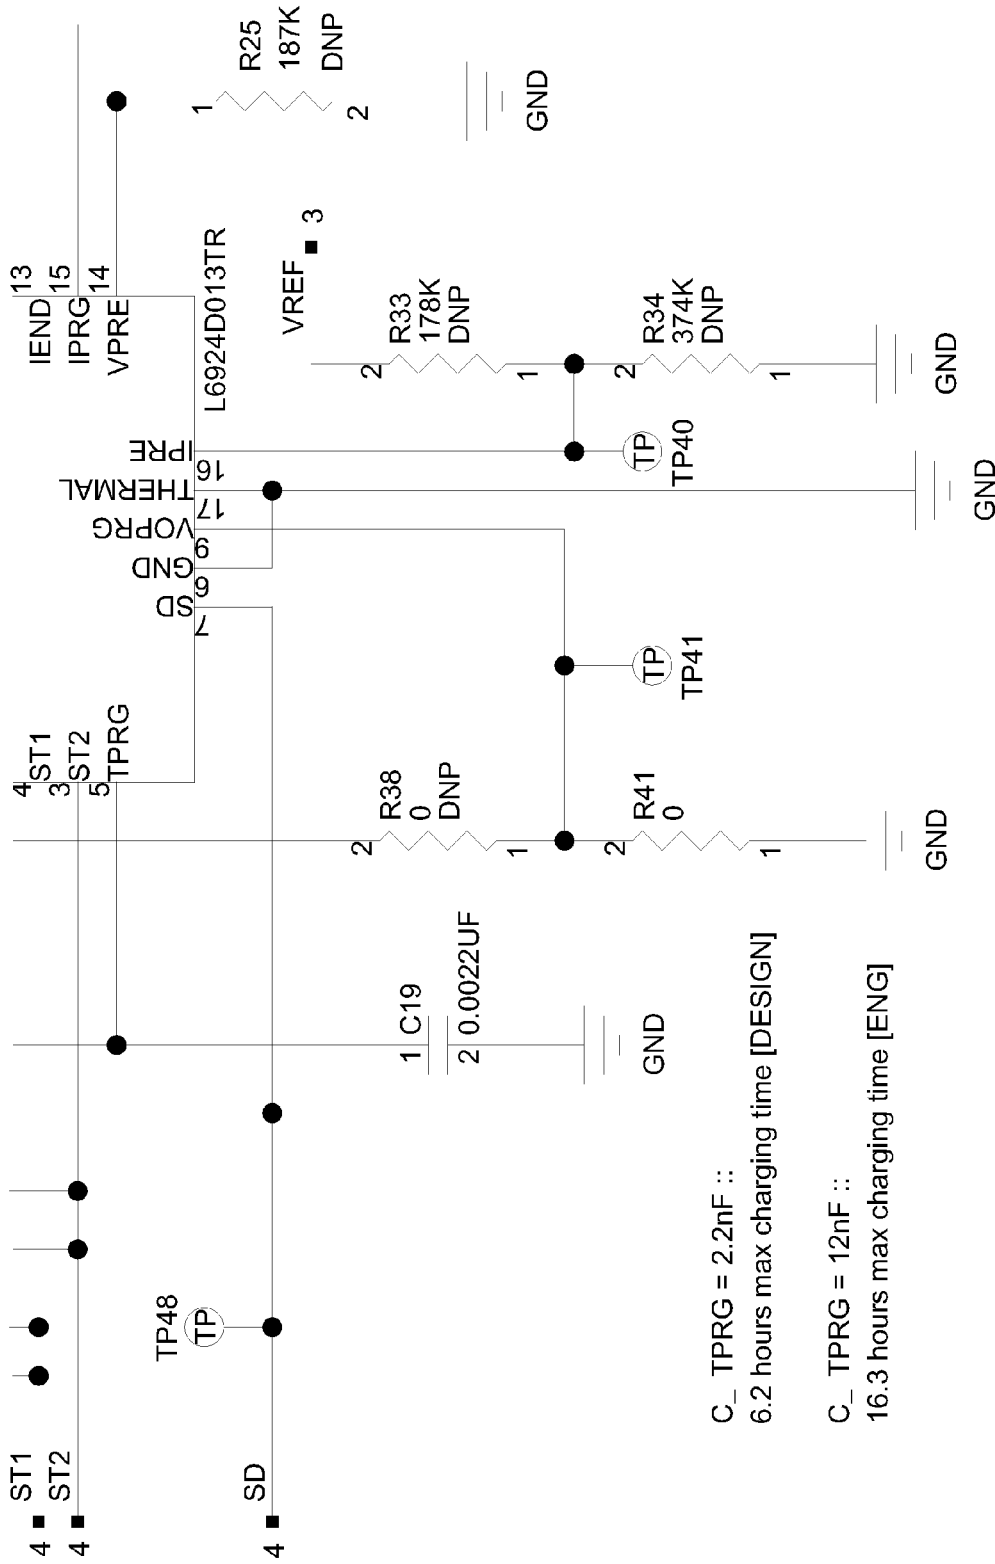 ST1
4
ST2
4
SD
4
TP48
TP
4
ST1
3
ST2
5
TPRG
IEND
13
IPRG
15
VPRE
14
L6924D013TR
SD
7
GND
6
VOPRG
9
THERMAL
17
IPRE
16
1
R25
187K
DNP
2
GND
VREF
3
2
R33
178K
DNP
1
2
R34
374K
DNP
1
GND
TP
TP40
GND
TP
TP41
2
R38
0
DNP
1
2
R41
0
1
GND
1 C19
2 0.0022UF
GND
C_ TPRG = 2.2nF ::
6.2 hours max charging time [DESIGN]
C_ TPRG = 12nF ::
16.3 hours max charging time [ENG]